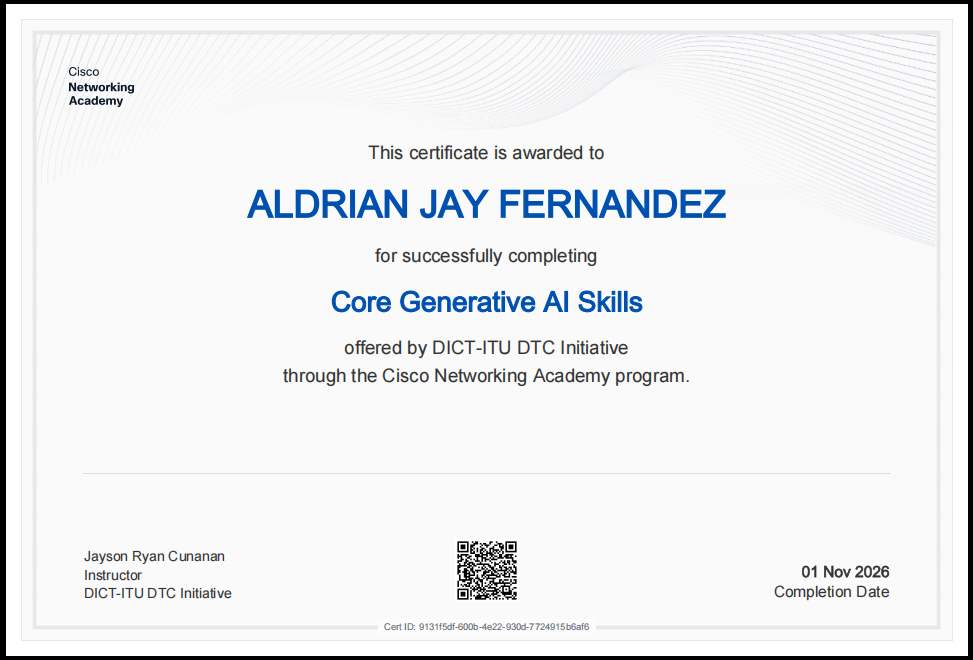 Cisco
Networking
Academy
This certificate is awarded to
ALDRIAN JAY FERNANDEZ
for successfully completing
Core Generative AI Skills
offered by DICT-ITU DTC Initiative
through the Cisco Networking Academy program.
Jayson Ryan Cunanan
Instructor
DICT-ITU DTC Initiative
01 Nov 2026
Completion Date
Cert ID: 9131f5df-600b-4e22-930d-7724915b6af6